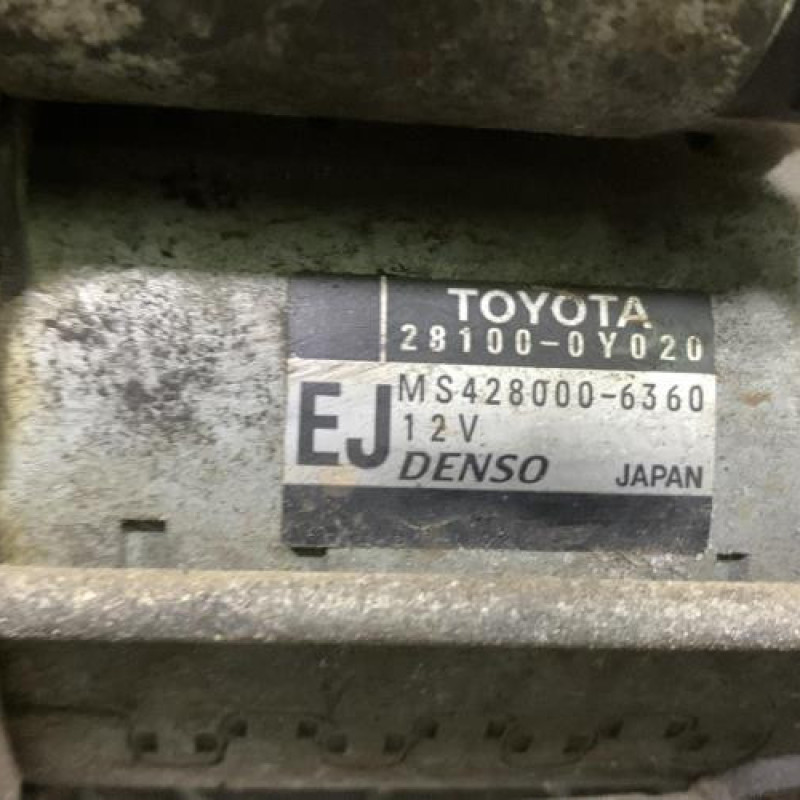 TOYOTA
28100-0Y020
EJ
MS428000-6360
12V
DENSO JAPAN